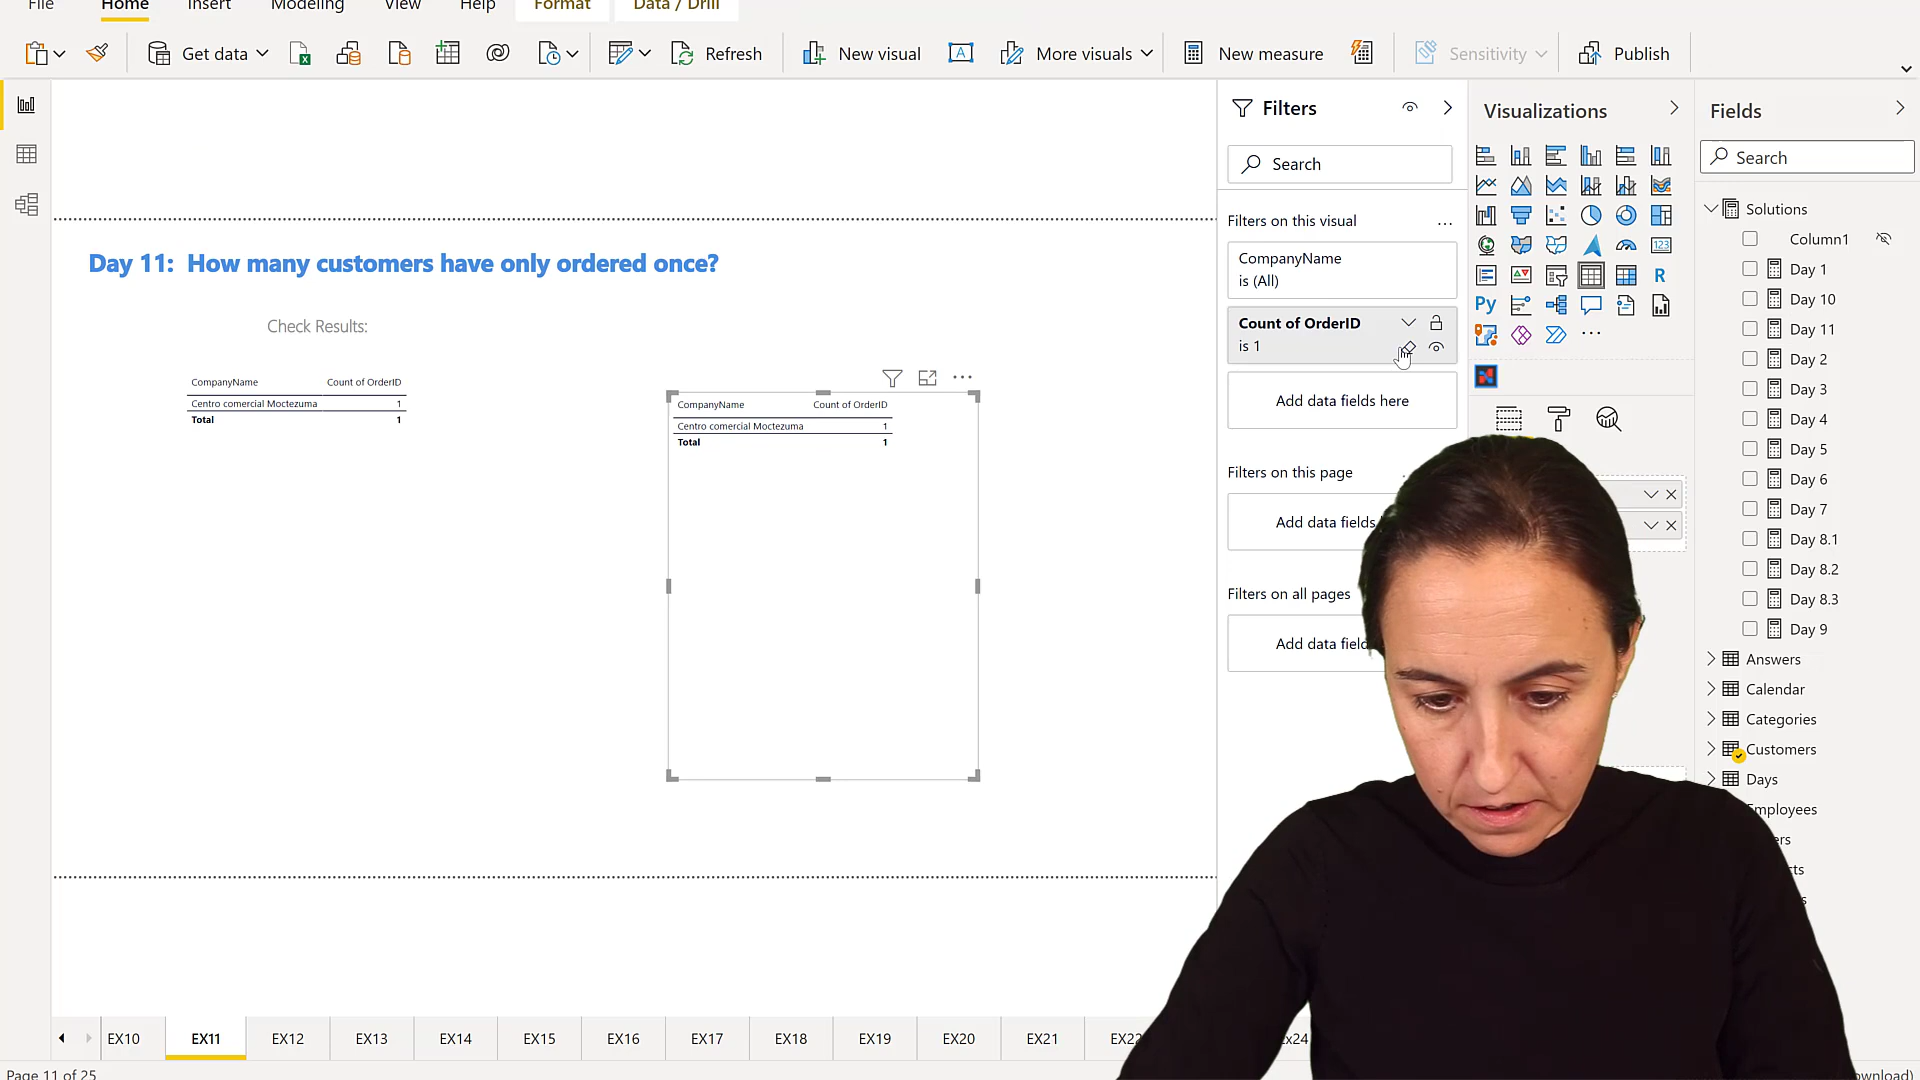 File Home Insert Modeling View Help Format Data / Drill
Get data Refresh New visual More visuals New measure Sensitivity Publish
Filters
Search
Filters on this visual
CompanyName
is (All)
Count of OrderID
is 1
Add data fields here
Filters on this page
Add data fields
Filters on all pages
Add data
Visualizations
R
Py
123
Fields
Search
Solutions
Column1
Day 1
Day 10
Day 11
Day 2
Day 3
Day 4
Day 5
Day 6
Day 7
Day 8.1
Day 8.2
Day 8.3
Day 9
Answers
Calendar
Categories
Customers
Days
Employees
Day 11: How many customers have only ordered once?
Check Results:
CompanyName Count of OrderID
Centro comercial Moctezuma 1
Total 1
CompanyName Count of OrderID
Centro comercial Moctezuma 1
Total 1
EX10 EX11 EX12 EX13 EX14 EX15 EX16 EX17 EX18 EX19 EX20 EX21
Page 11 of 25